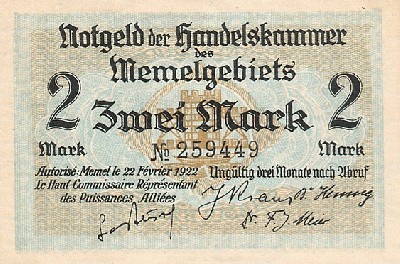 Notgeld der Handelskammer
des
Memelgebiets
2 Zwei Mark 2
Mark № 259449 Mark
Autorisé-Memel le 22 Février 1922
Le Haut Commissaire Représentant
des Puissances Alliées
Ungültig drei Monate nach Abruf